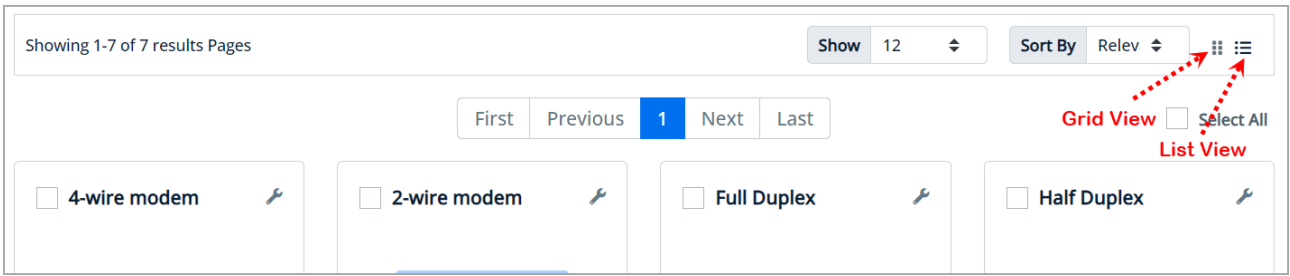 Showing 1-7 of 7 results Pages
Show 12
Sort By Relev
First Previous 1 Next Last
Grid View
Select All
List View
4-wire modem
2-wire modem
Full Duplex
Half Duplex